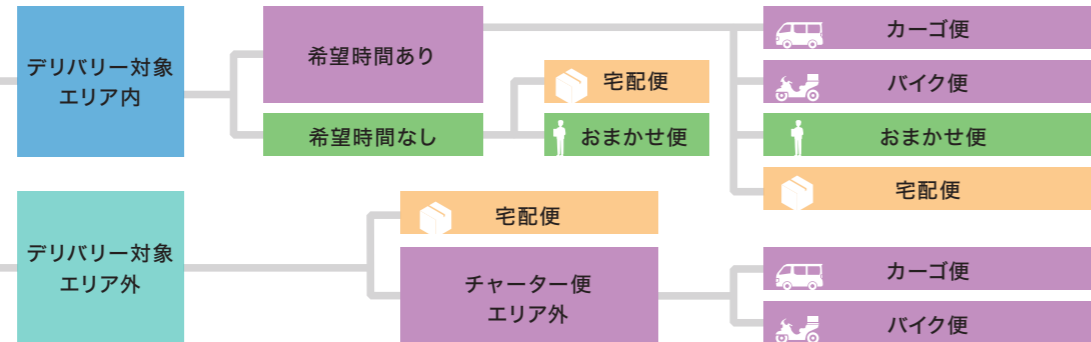 デリバリー対象
エリア内
希望時間あり
希望時間なし
宅配便
おまかせ便
カーゴ便
バイク便
おまかせ便
宅配便
デリバリー対象
エリア外
宅配便
チャーター便
エリア外
カーゴ便
バイク便